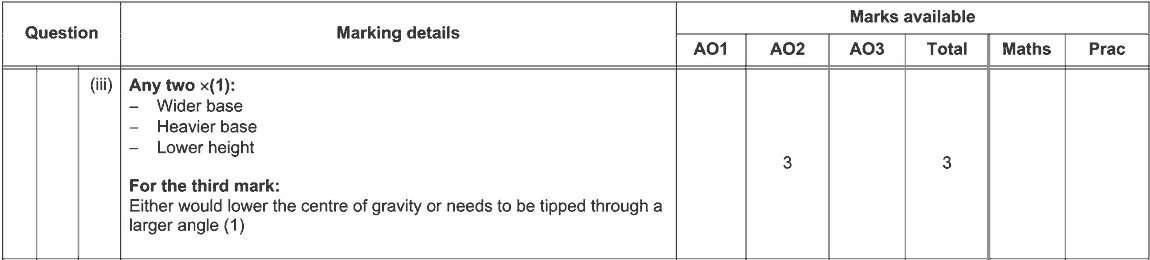 Question Marking details Marks available
AO1 AO2 AO3 Total Maths Prac
(iii) Any two ×(1):
– Wider base
– Heavier base
– Lower height
3 3
For the third mark:
Either would lower the centre of gravity or needs to be tipped through a
larger angle (1)